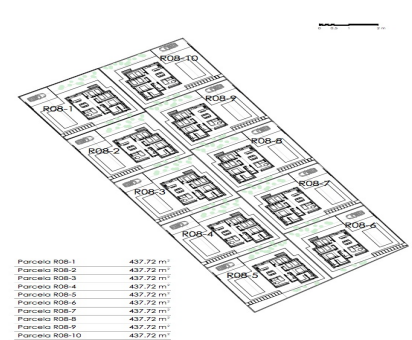 R08-10
R08-1
R08-9
R08-2
R08-8
R08-3
R08-7
R08-4
R08-6
R08-5
Parcela R08-1 437.72 m²
Parcela R08-2 437.72 m²
Parcela R08-3 437.72 m²
Parcela R08-4 437.72 m²
Parcela R08-5 437.72 m²
Parcela R08-6 437.72 m²
Parcela R08-7 437.72 m²
Parcela R08-8 437.72 m²
Parcela R08-9 437.72 m²
Parcela R08-10 437.72 m²